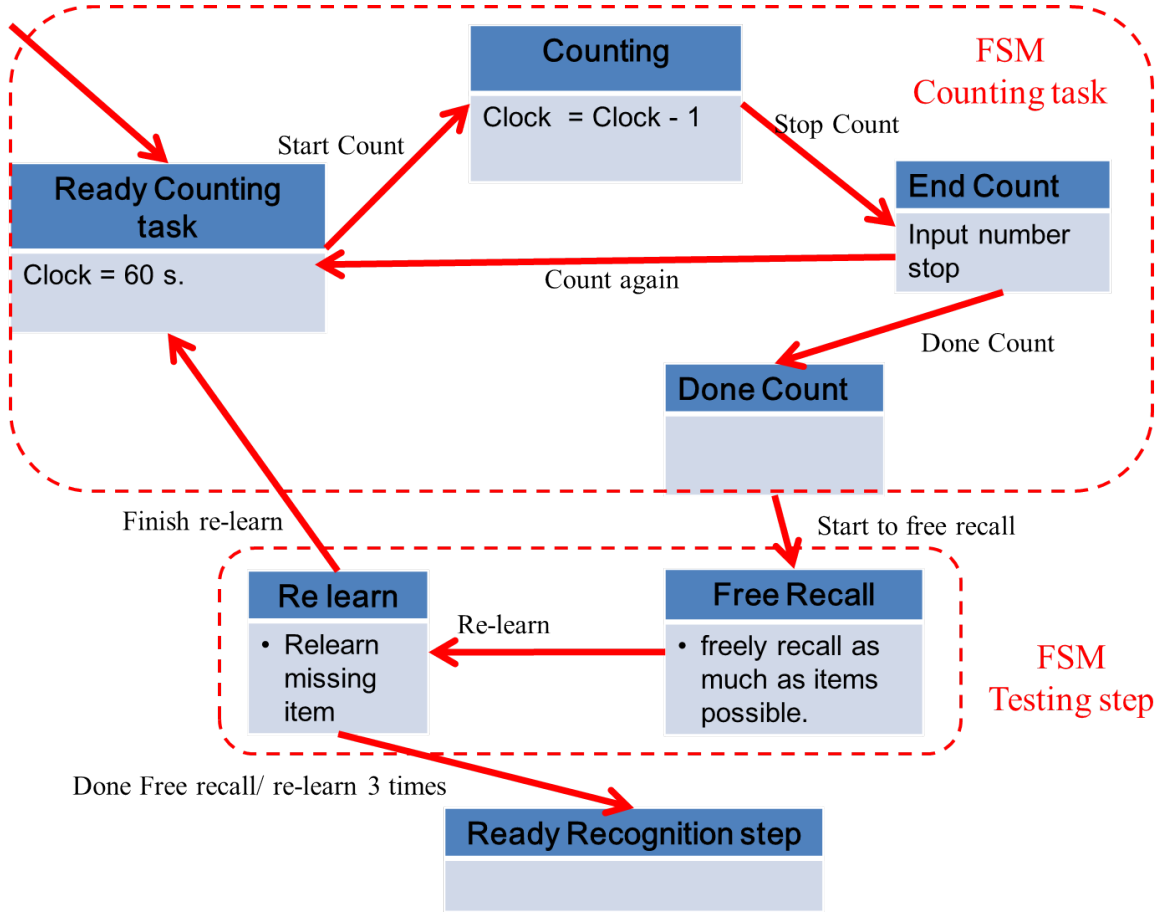 Counting
Clock  = Clock - 1
FSM
Counting task
Start Count
Stop Count
Ready Counting
task
Clock = 60 s.
End Count
Input number
stop
Count again
Done Count
Done Count
Finish re-learn
Start to free recall
Re learn
• Relearn
missing
item
Re-learn
Free Recall
• freely recall as
much as items
possible.
FSM
Testing step
Done Free recall/ re-learn 3 times
Ready Recognition step